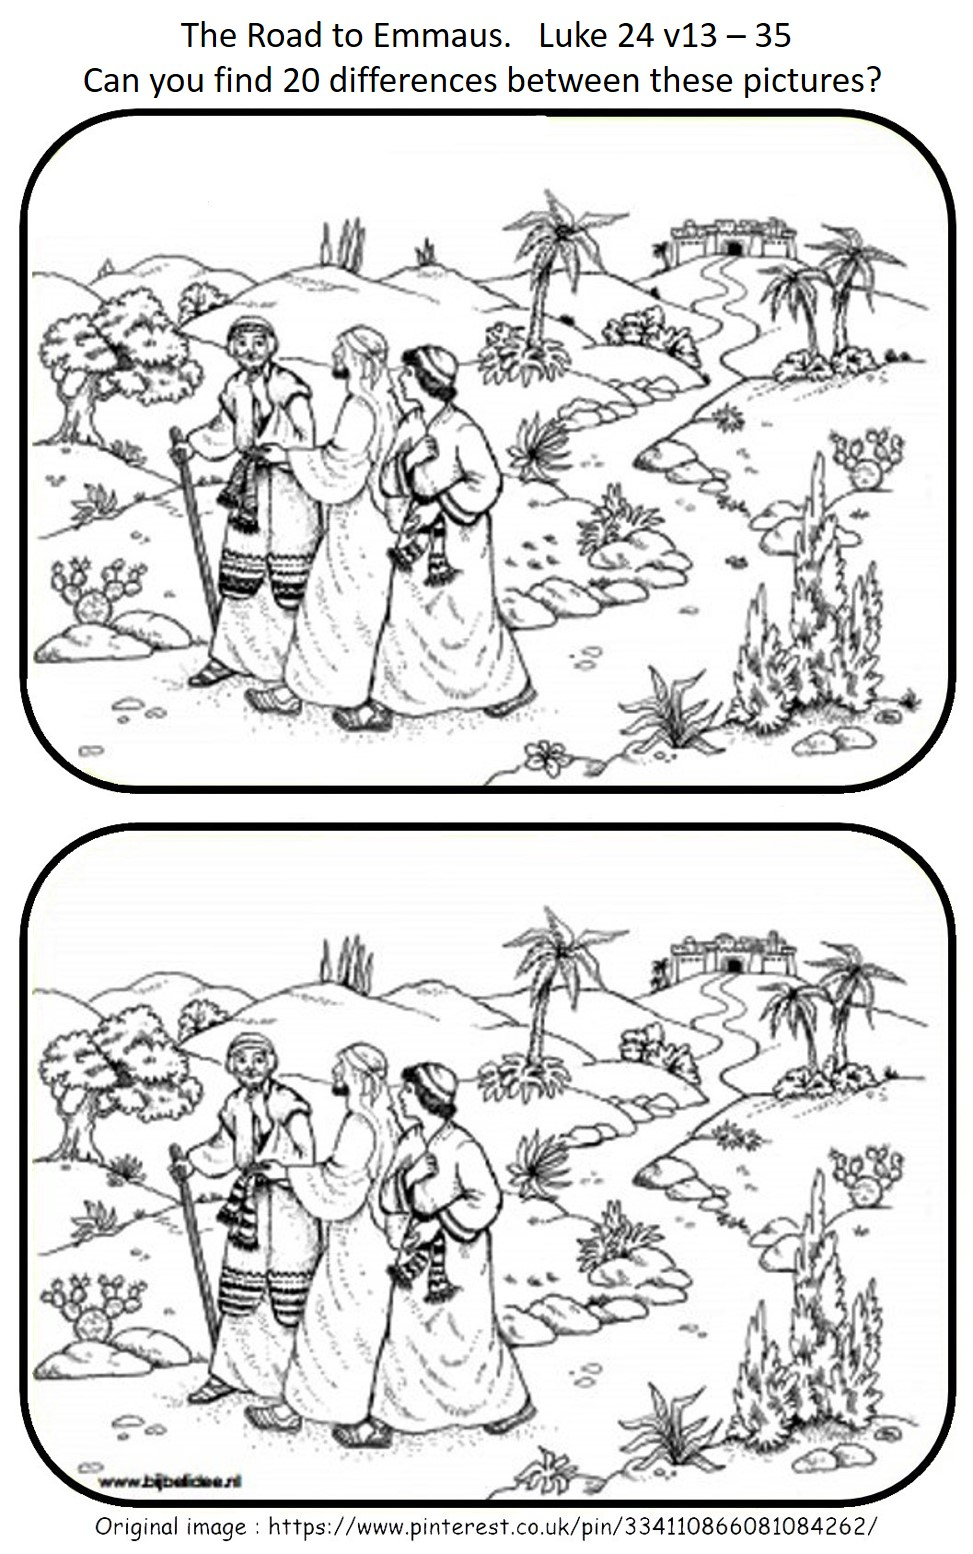 The Road to Emmaus.   Luke 24 v13 – 35
Can you find 20 differences between these pictures?
www.bijbelidee.nl
Original image : https://www.pinterest.co.uk/pin/334110866081084262/